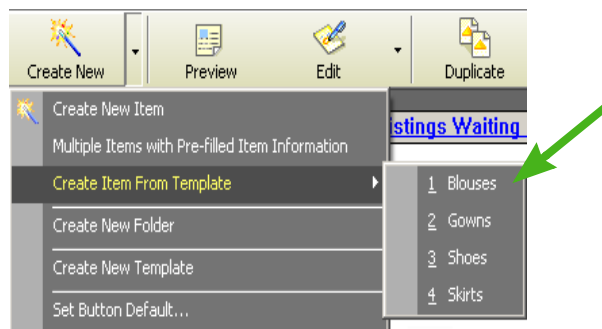 Create New Preview Edit Duplicate
Create New Item
istings Waiting
Multiple Items with Pre-filled Item Information
Create Item From Template
1 Blouses
2 Gowns
3 Shoes
4 Skirts
Create New Folder
Create New Template
Set Button Default...